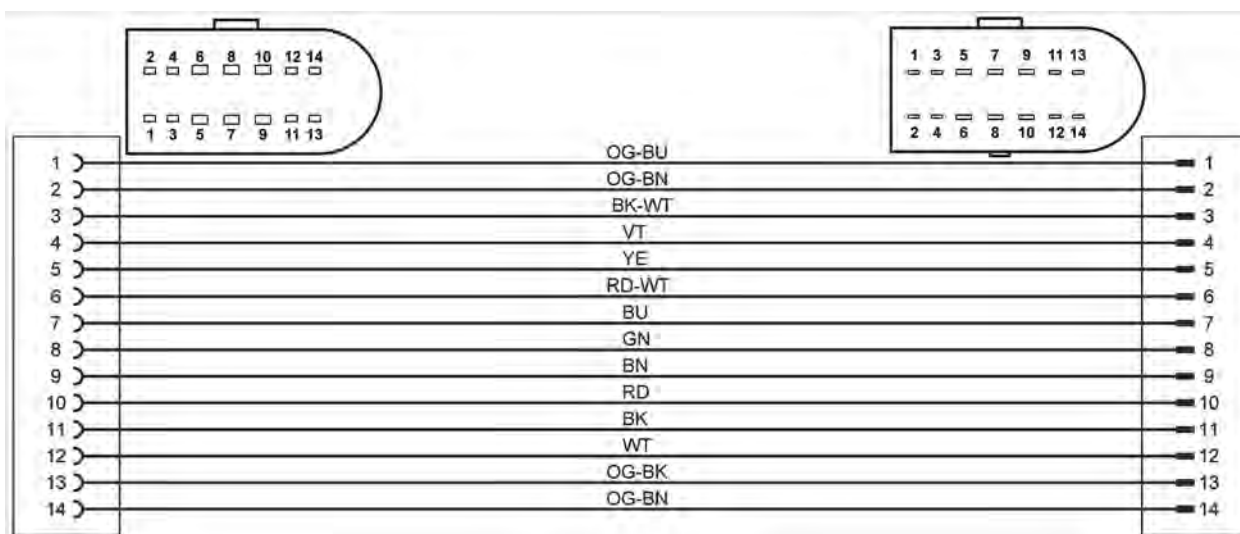 2 4 6 8 10 12 14
1 3 5 7 9 11 13
1 3 5 7 9 11 13
2 4 6 8 10 12 14
1 OG-BU 1
2 OG-BN 2
3 BK-WT 3
4 VT 4
5 YE 5
6 RD-WT 6
7 BU 7
8 GN 8
9 BN 9
10 RD 10
11 BK 11
12 WT 12
13 OG-BK 13
14 OG-BN 14